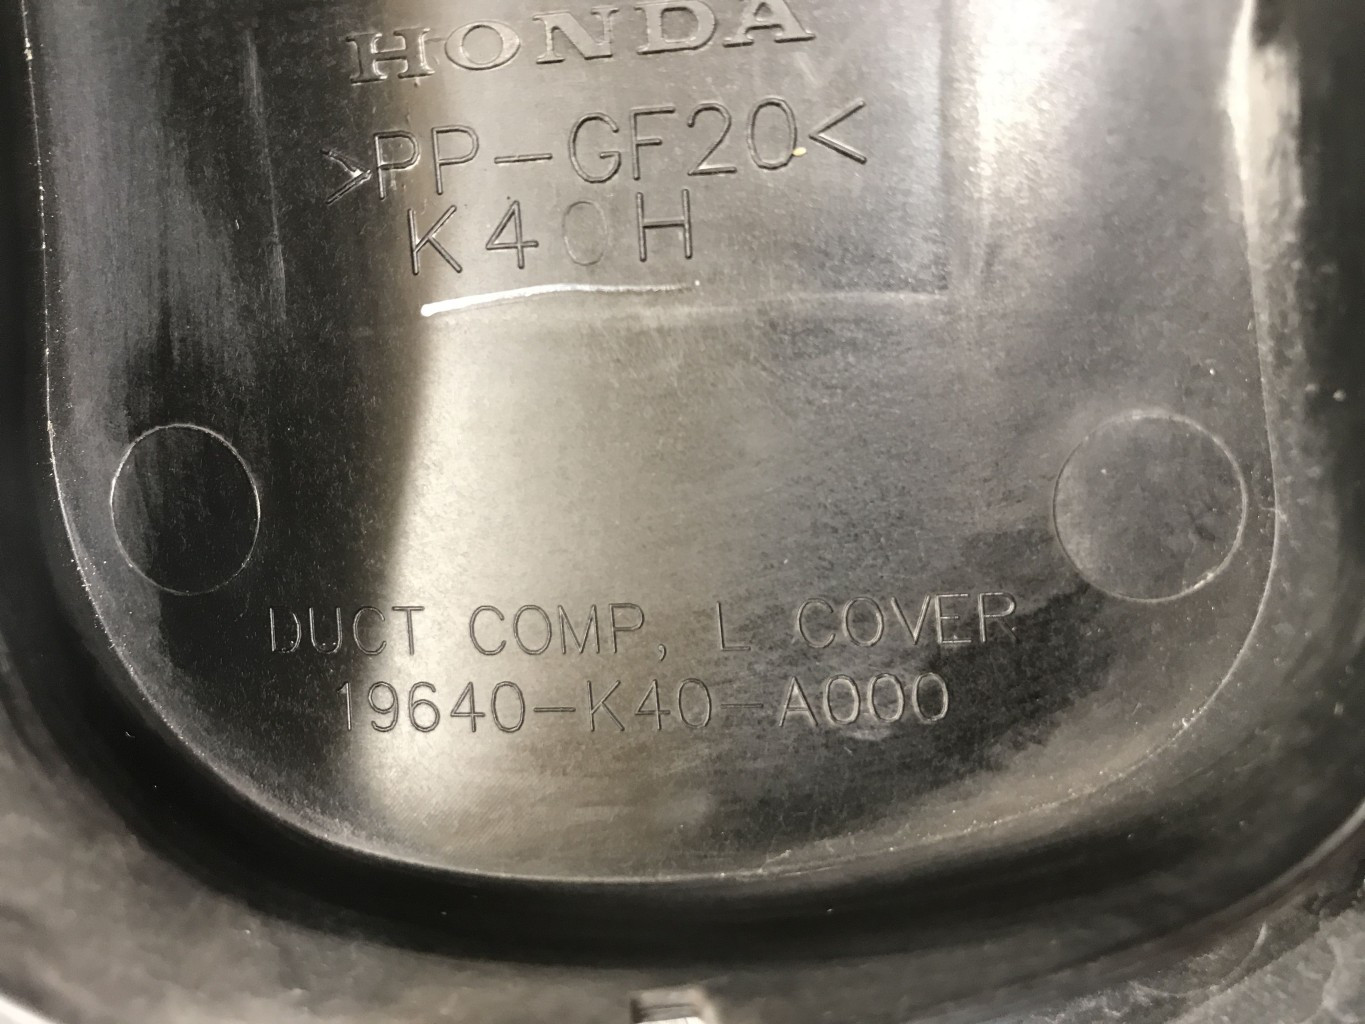 HONDA
>PP-GF20<
K40H
DUCT COMP, L COVER
19640-K40-A000